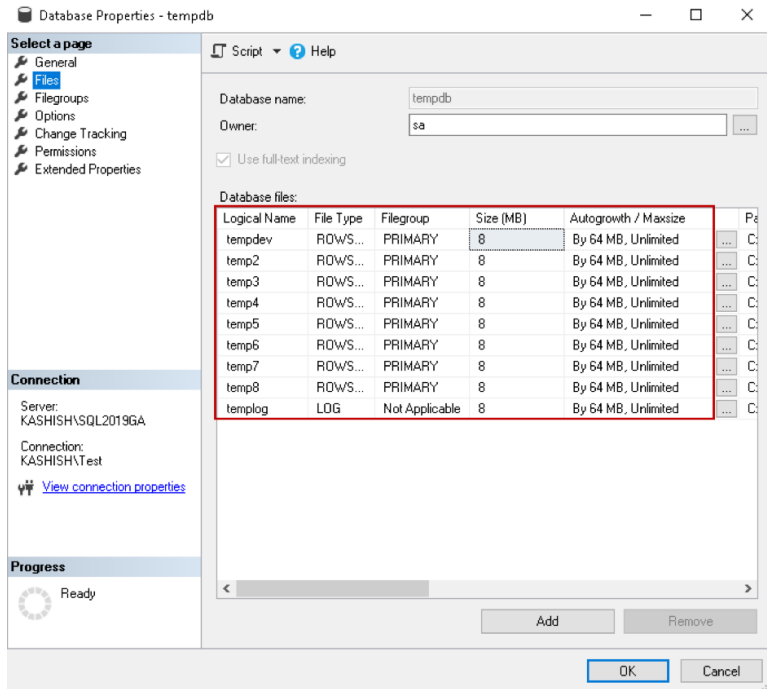 Database Properties - tempdb
Select a page
General
Files
Filegroups
Options
Change Tracking
Permissions
Extended Properties
Script Help
Database name: tempdb
Owner: sa ...
Use full-text indexing
Database files:
Logical Name File Type Filegroup Size (MB) Autogrowth / Maxsize Pa
tempdev ROWS... PRIMARY 8 By 64 MB, Unlimited ... C:
temp2 ROWS... PRIMARY 8 By 64 MB, Unlimited ... C:
temp3 ROWS... PRIMARY 8 By 64 MB, Unlimited ... C:
temp4 ROWS... PRIMARY 8 By 64 MB, Unlimited ... C:
temp5 ROWS... PRIMARY 8 By 64 MB, Unlimited ... C:
temp6 ROWS... PRIMARY 8 By 64 MB, Unlimited ... C:
temp7 ROWS... PRIMARY 8 By 64 MB, Unlimited ... C:
temp8 ROWS... PRIMARY 8 By 64 MB, Unlimited ... C:
templog LOG Not Applicable 8 By 64 MB, Unlimited ... C:
Connection
Server:
KASHISH\SQL2019GA
Connection:
KASHISH\Test
View connection properties
Progress
Ready
Add Remove
OK Cancel